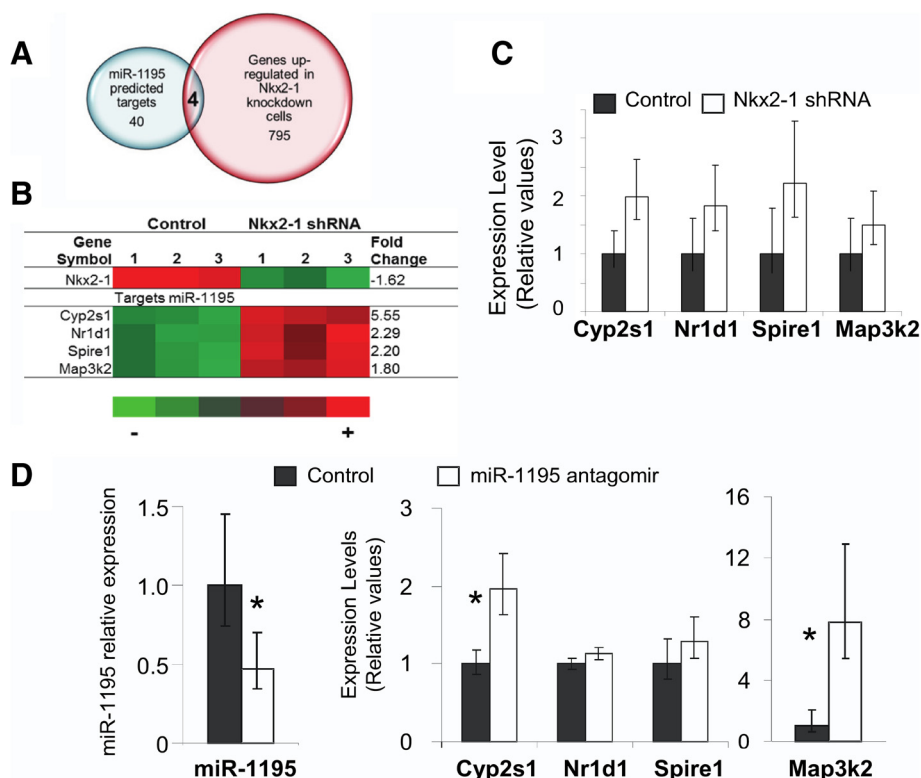 A
miR-1195
predicted
targets
40
4
Genes up-
regulated in
Nkx2-1
knockdown
cells
795
B
Control Nkx2-1 shRNA
Gene Symbol 1 2 3 1 2 3 Fold Change
Nkx2-1 -1.62
Targets miR-1195
Cyp2s1 5.55
Nr1d1 2.29
Spire1 2.20
Map3k2 1.80
- +
C
Control Nkx2-1 shRNA
Expression Level
(Relative values)
3
2
1
0
Cyp2s1 Nr1d1 Spire1 Map3k2
D
Control miR-1195 antagomir
miR-1195 relative expression
1.5
1.0
0.5
0
*
miR-1195
Expression Levels
(Relative values)
3
2
1
0
*
Cyp2s1 Nr1d1 Spire1
16
12
8
4
0
*
Map3k2